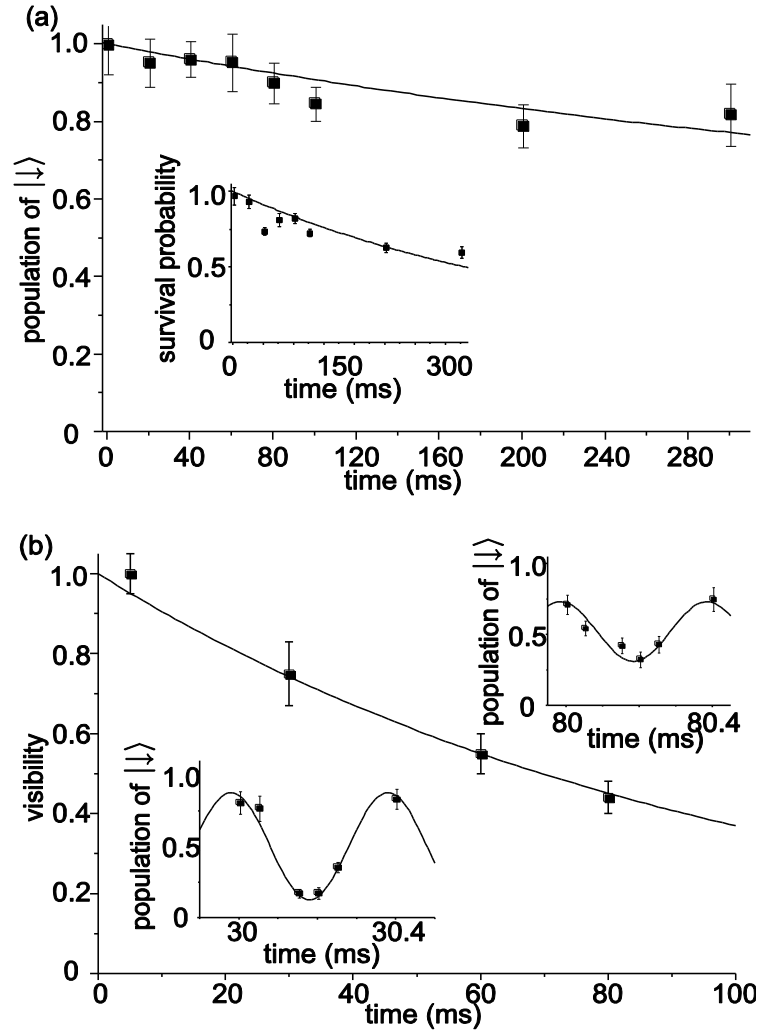 (a)
1.0
0.8
0.6
0.4
0.2
0
population of |↓⟩
0 40 80 120 160 200 240 280
time (ms)
survival probability
1.0
0.5
0
0 150 300
time (ms)
(b)
1.0
0.8
0.6
0.4
0.2
0
visibility
0 20 40 60 80 100
time (ms)
population of |↓⟩
1.0
0.5
0
80 80.4
time (ms)
population of |↓⟩
1.0
0.5
0
30 30.4
time (ms)